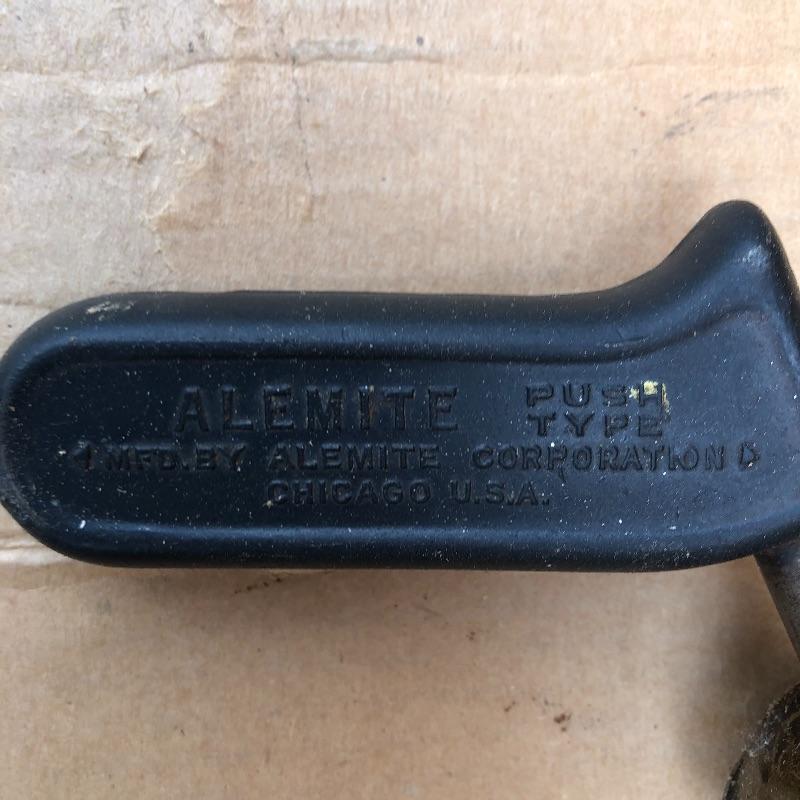 ALEMITE PUSH TYPE
MFD. BY ALEMITE CORPORATION
CHICAGO U.S.A.